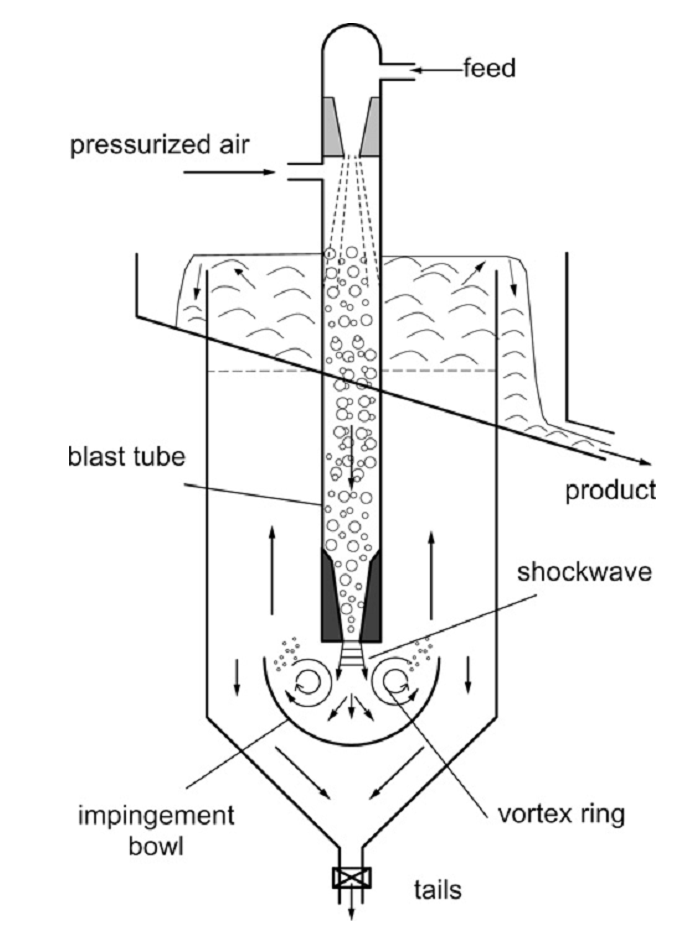 feed
pressurized air
blast tube
product
shockwave
impingement
bowl
vortex ring
tails